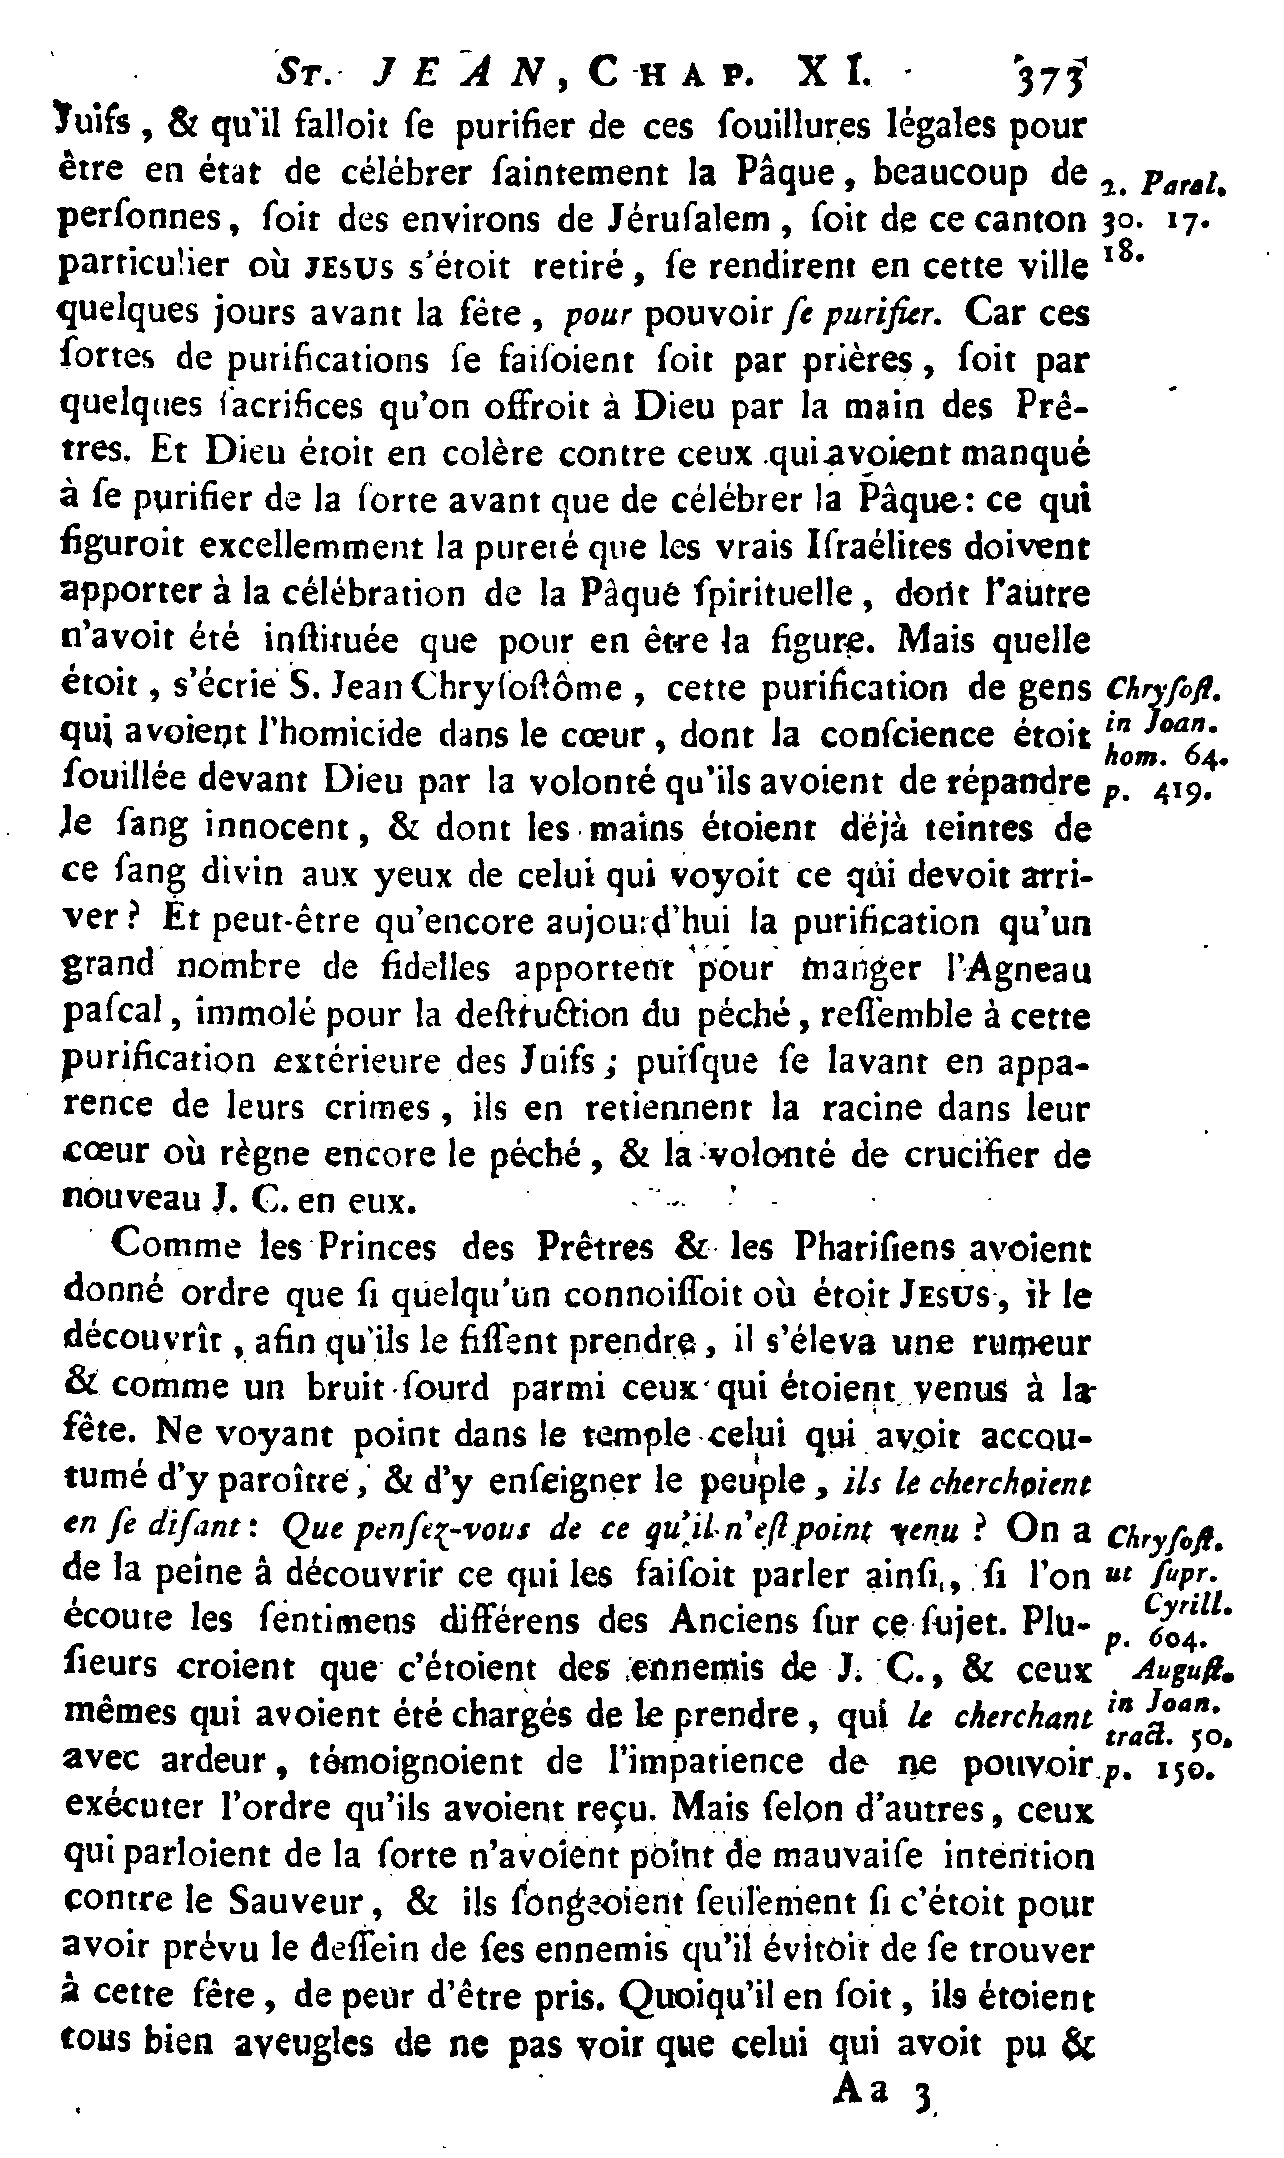 ST. JEAN, CHAP. XI. 373
Juifs, & qu'il falloit ſe purifier de ces ſouillures légales pour
être en état de célébrer ſaintement la Pâque, beaucoup de
perſonnes, ſoit des environs de Jéruſalem, ſoit de ce canton
particulier où JESUS s'étoit retiré, ſe rendirent en cette ville
quelques jours avant la fête, pour pouvoir ſe purifier. Car ces
ſortes de purifications ſe faiſoient ſoit par prières, ſoit par
quelques ſacrifices qu'on offroit à Dieu par la main des Prê-
tres. Et Dieu étoit en colère contre ceux qui avoient manqué
à ſe purifier de la ſorte avant que de célébrer la Pâque: ce qui
figuroit excellemment la pureté que les vrais Iſraélites doivent
apporter à la célébration de la Pâque ſpirituelle, dont l'autre
n'avoit été inſtituée que pour en être la figure. Mais quelle
étoit, s'écrie S. Jean Chryſoſtôme, cette purification de gens
qui avoient l'homicide dans le cœur, dont la conſcience étoit
ſouillée devant Dieu par la volonté qu'ils avoient de répandre
le ſang innocent, & dont les mains étoient déjà teintes de
ce ſang divin aux yeux de celui qui voyoit ce qui devoit arri-
ver? Et peut-être qu'encore aujourd'hui la purification qu'un
grand nombre de fidelles apportent pour manger l'Agneau
paſcal, immolé pour la deſtruction du péché, reſſemble à cette
purification extérieure des Juifs; puiſque ſe lavant en appa-
rence de leurs crimes, ils en retiennent la racine dans leur
cœur où règne encore le péché, & la volonté de crucifier de
nouveau J. C. en eux.
Comme les Princes des Prêtres & les Phariſiens avoient
donné ordre que ſi quelqu'un connoiſſoit où étoit JESUS, il le
découvrît, afin qu'ils le fiſſent prendre, il s'éleva une rumeur
& comme un bruit ſourd parmi ceux qui étoient venus à la
fête. Ne voyant point dans le temple celui qui avoit accou-
tumé d'y paroître, & d'y enſeigner le peuple, ils le cherchoient
en ſe diſant: Que penſez-vous de ce qu'il n'eſt point venu? On a
de la peine à découvrir ce qui les faiſoit parler ainſi, ſi l'on
écoute les ſentimens différens des Anciens ſur ce ſujet. Plu-
ſieurs croient que c'étoient des ennemis de J. C., & ceux
mêmes qui avoient été chargés de le prendre, qui le cherchant
avec ardeur, témoignoient de l'impatience de ne pouvoir
exécuter l'ordre qu'ils avoient reçu. Mais ſelon d'autres, ceux
qui parloient de la ſorte n'avoient point de mauvaiſe intention
contre le Sauveur, & ils ſongeoient ſeulement ſi c'étoit pour
avoir prévu le deſſein de ſes ennemis qu'il évitoit de ſe trouver
à cette fête, de peur d'être pris. Quoiqu'il en ſoit, ils étoient
tous bien aveugles de ne pas voir que celui qui avoit pu &
Aa 3
2. Paral.
30. 17.
18.
Chryſoſt.
in Joan.
hom. 64.
p. 419.
Chryſoſt.
ut ſupr.
Cyrill.
p. 604.
Auguſt.
in Joan.
tract. 50.
p. 150.